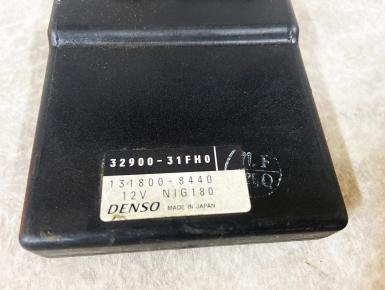 32900-31FH0
131800-8440
12V NIG180
DENSO MADE IN JAPAN